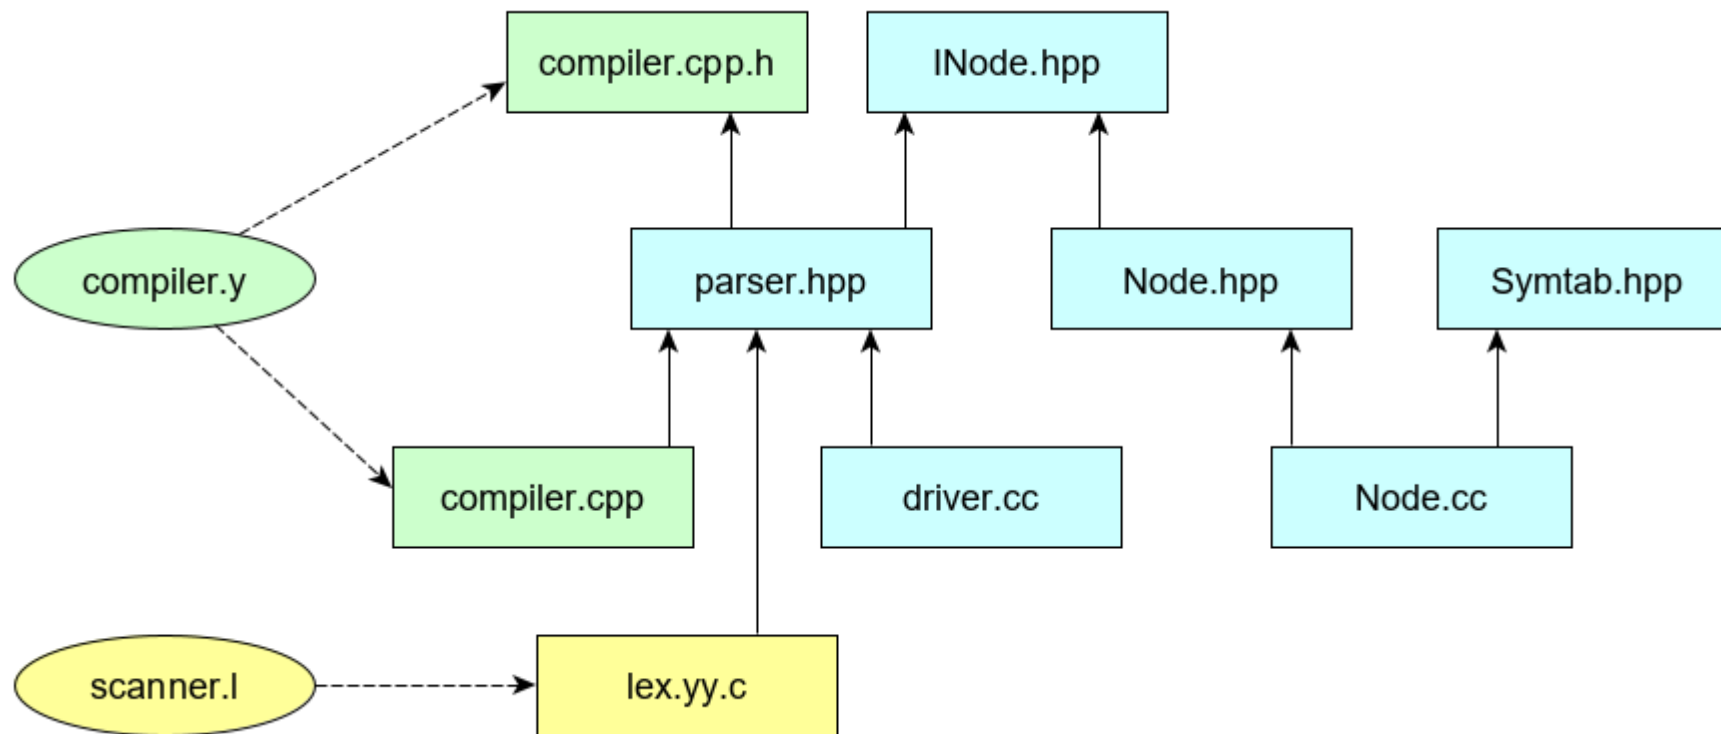 compiler.cpp.h
INode.hpp
compiler.y
parser.hpp
Node.hpp
Symtab.hpp
compiler.cpp
driver.cc
Node.cc
scanner.l
lex.yy.c